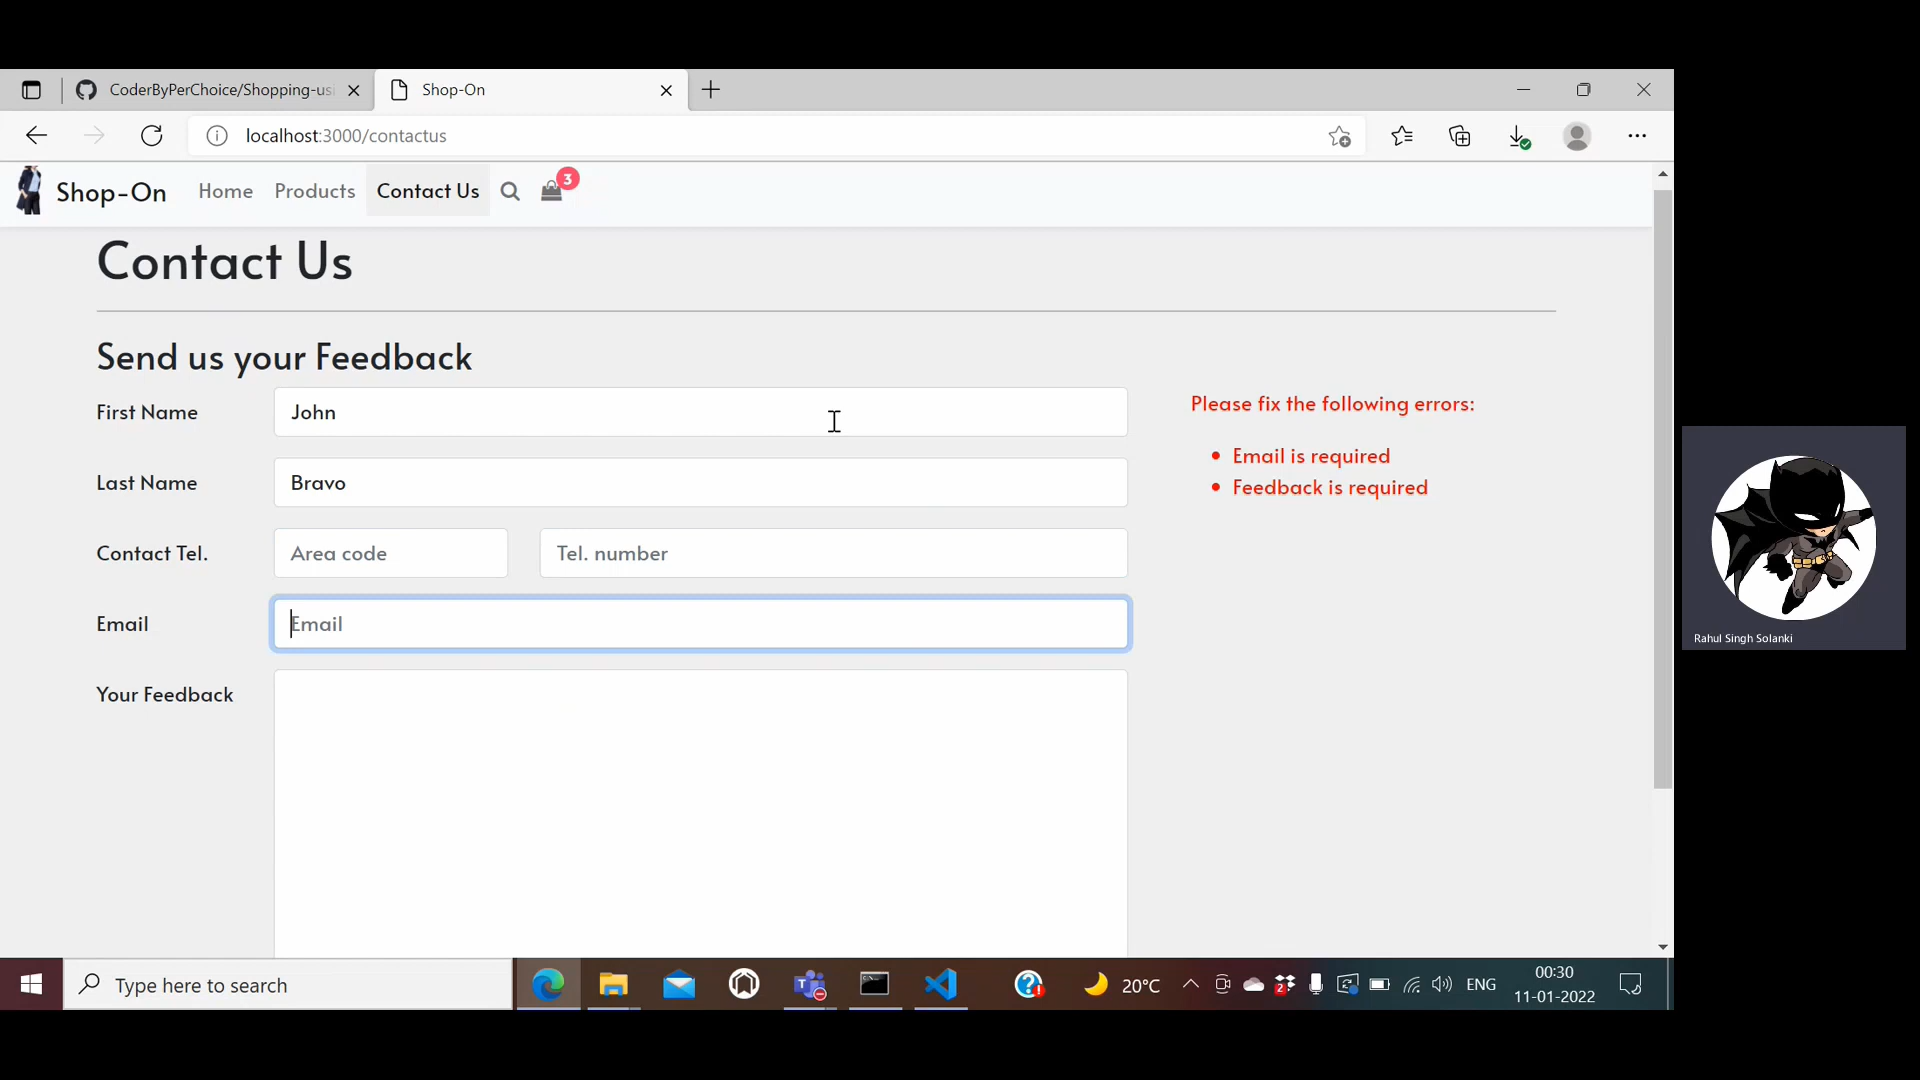 CoderByPerChoice/Shopping-us
Shop-On
localhost:3000/contactus
Shop-On Home Products Contact Us 3
Contact Us
Send us your Feedback
First Name John
Last Name Bravo
Contact Tel. Area code Tel. number
Email Email
Your Feedback
Please fix the following errors:
Email is required
Feedback is required
Rahul Singh Solanki
Type here to search
20°C
2
ENG
00:30
11-01-2022